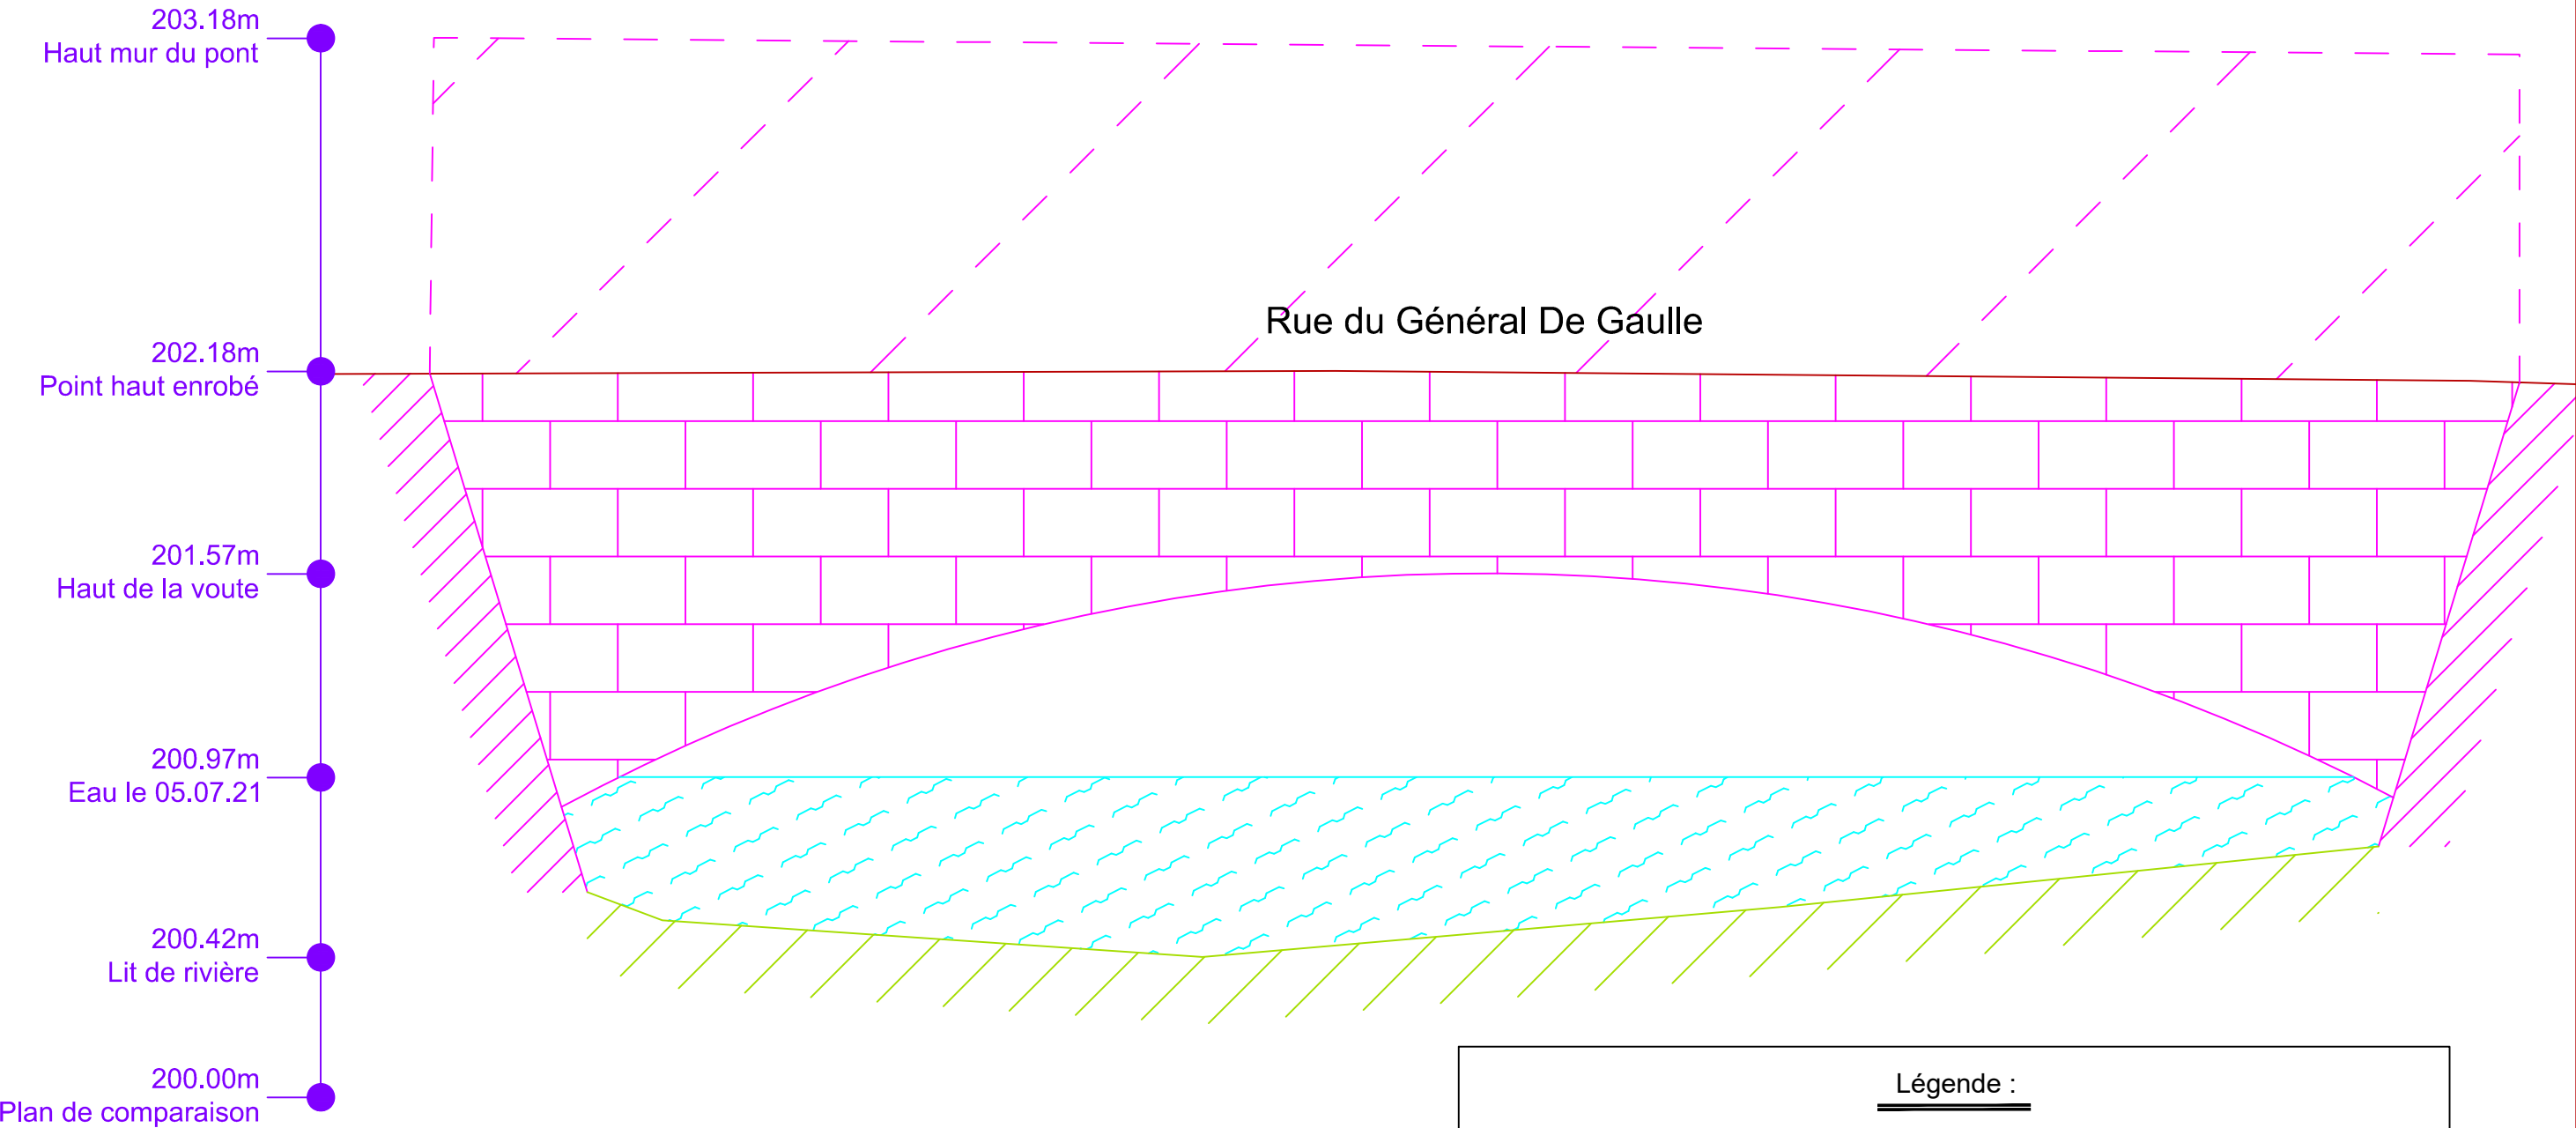 203.18m
Haut mur du pont
Rue du Général De Gaulle
202.18m
Point haut enrobé
201.57m
Haut de la voute
200.97m
Eau le 05.07.21
200.42m
Lit de rivière
200.00m
Plan de comparaison
Légende :